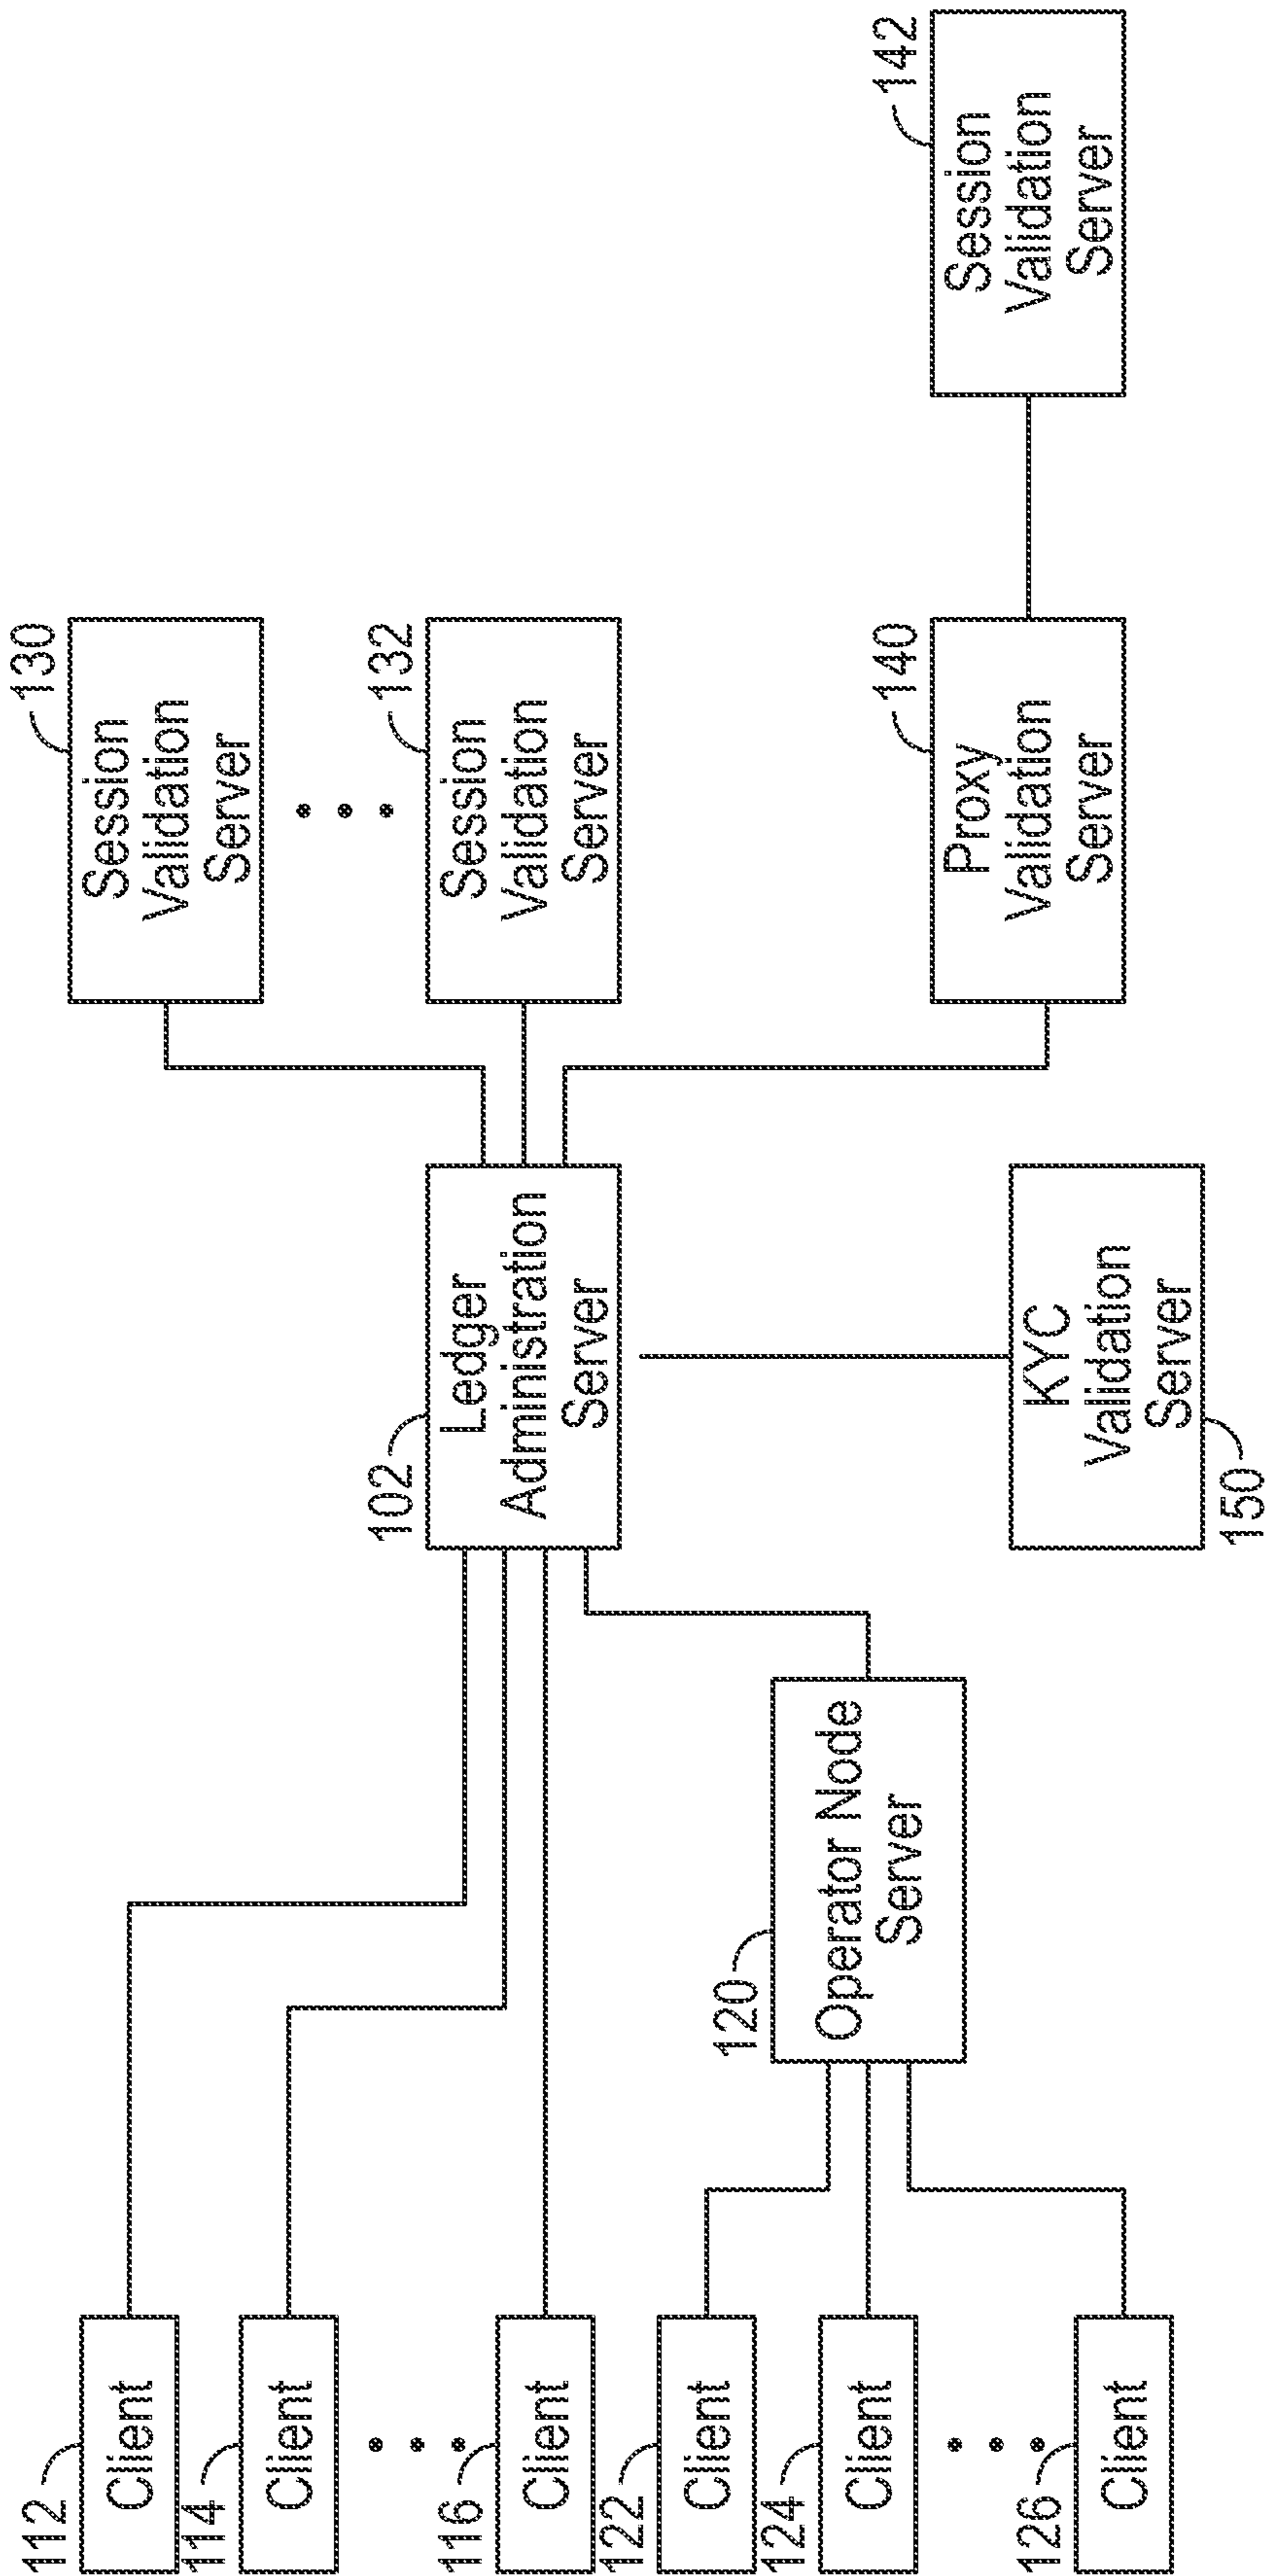 112
Client
114
Client
116
Client
122
Client
124
Client
126
Client
120
Operator Node
Server
102
Ledger
Administration
Server
150
KYC
Validation
Server
130
Session
Validation
Server
132
Session
Validation
Server
140
Proxy
Validation
Server
142
Session
Validation
Server